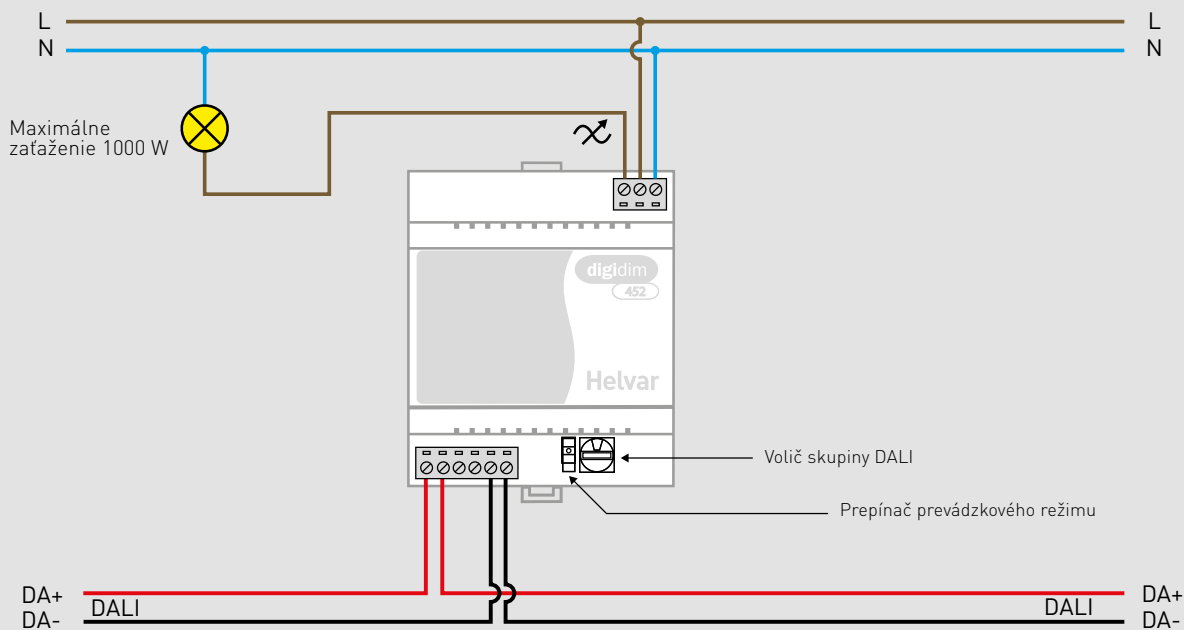 L
L
N
N
Maximálne
zaťaženie 1000 W
digidim
452
Helvar
Volič skupiny DALI
Prepínač prevádzkového režimu
DA+
DALI
DA-
DA+
DALI
DA-